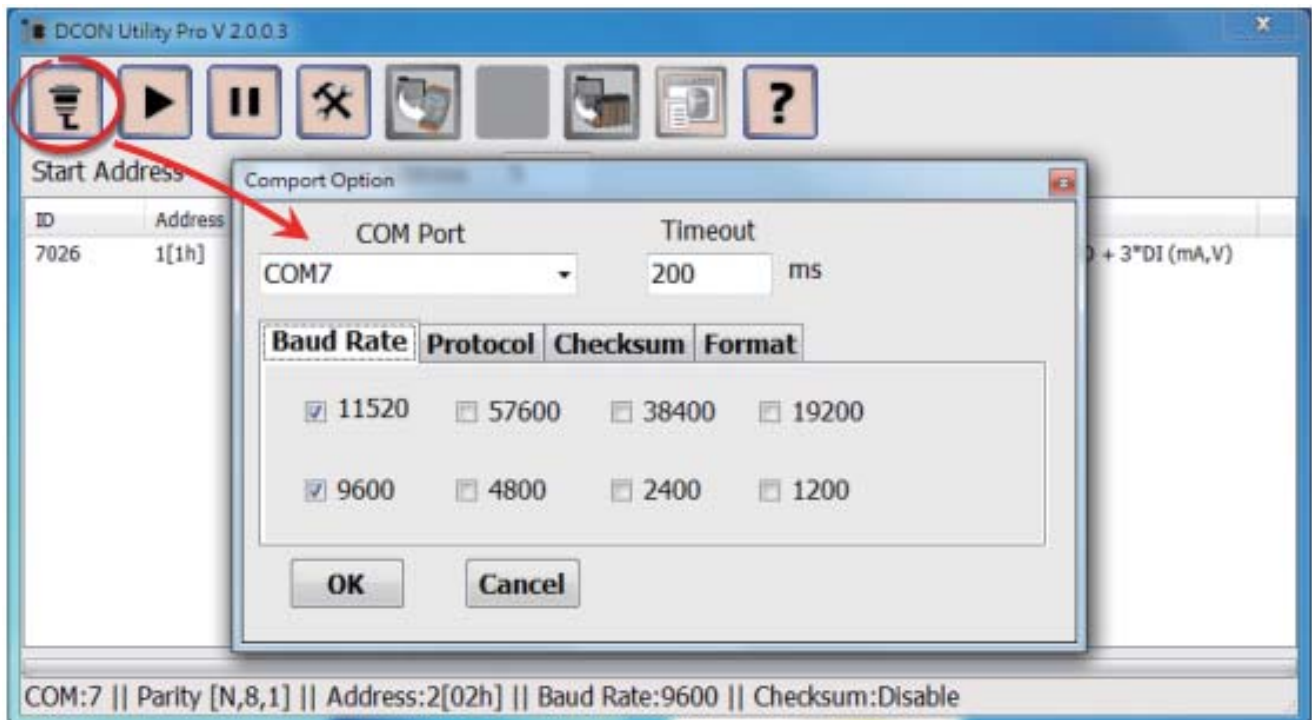 DCON Utility Pro V 2.0.0.3
?
Start Address
Comport Option
ID Address
7026 1[1h] + 3*DI (mA,V)
COM Port Timeout
COM7 200 ms
Baud Rate Protocol Checksum Format
11520 57600 38400 19200
9600 4800 2400 1200
OK Cancel
COM:7 || Parity [N,8,1] || Address:2[02h] || Baud Rate:9600 || Checksum:Disable